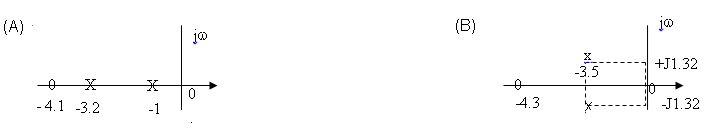 (A)
jω
0 X X
0
- 4.1 -3.2 -1
(B)
jω
x
+J1.32
-3.5
0
0
-4.3
x
-J1.32